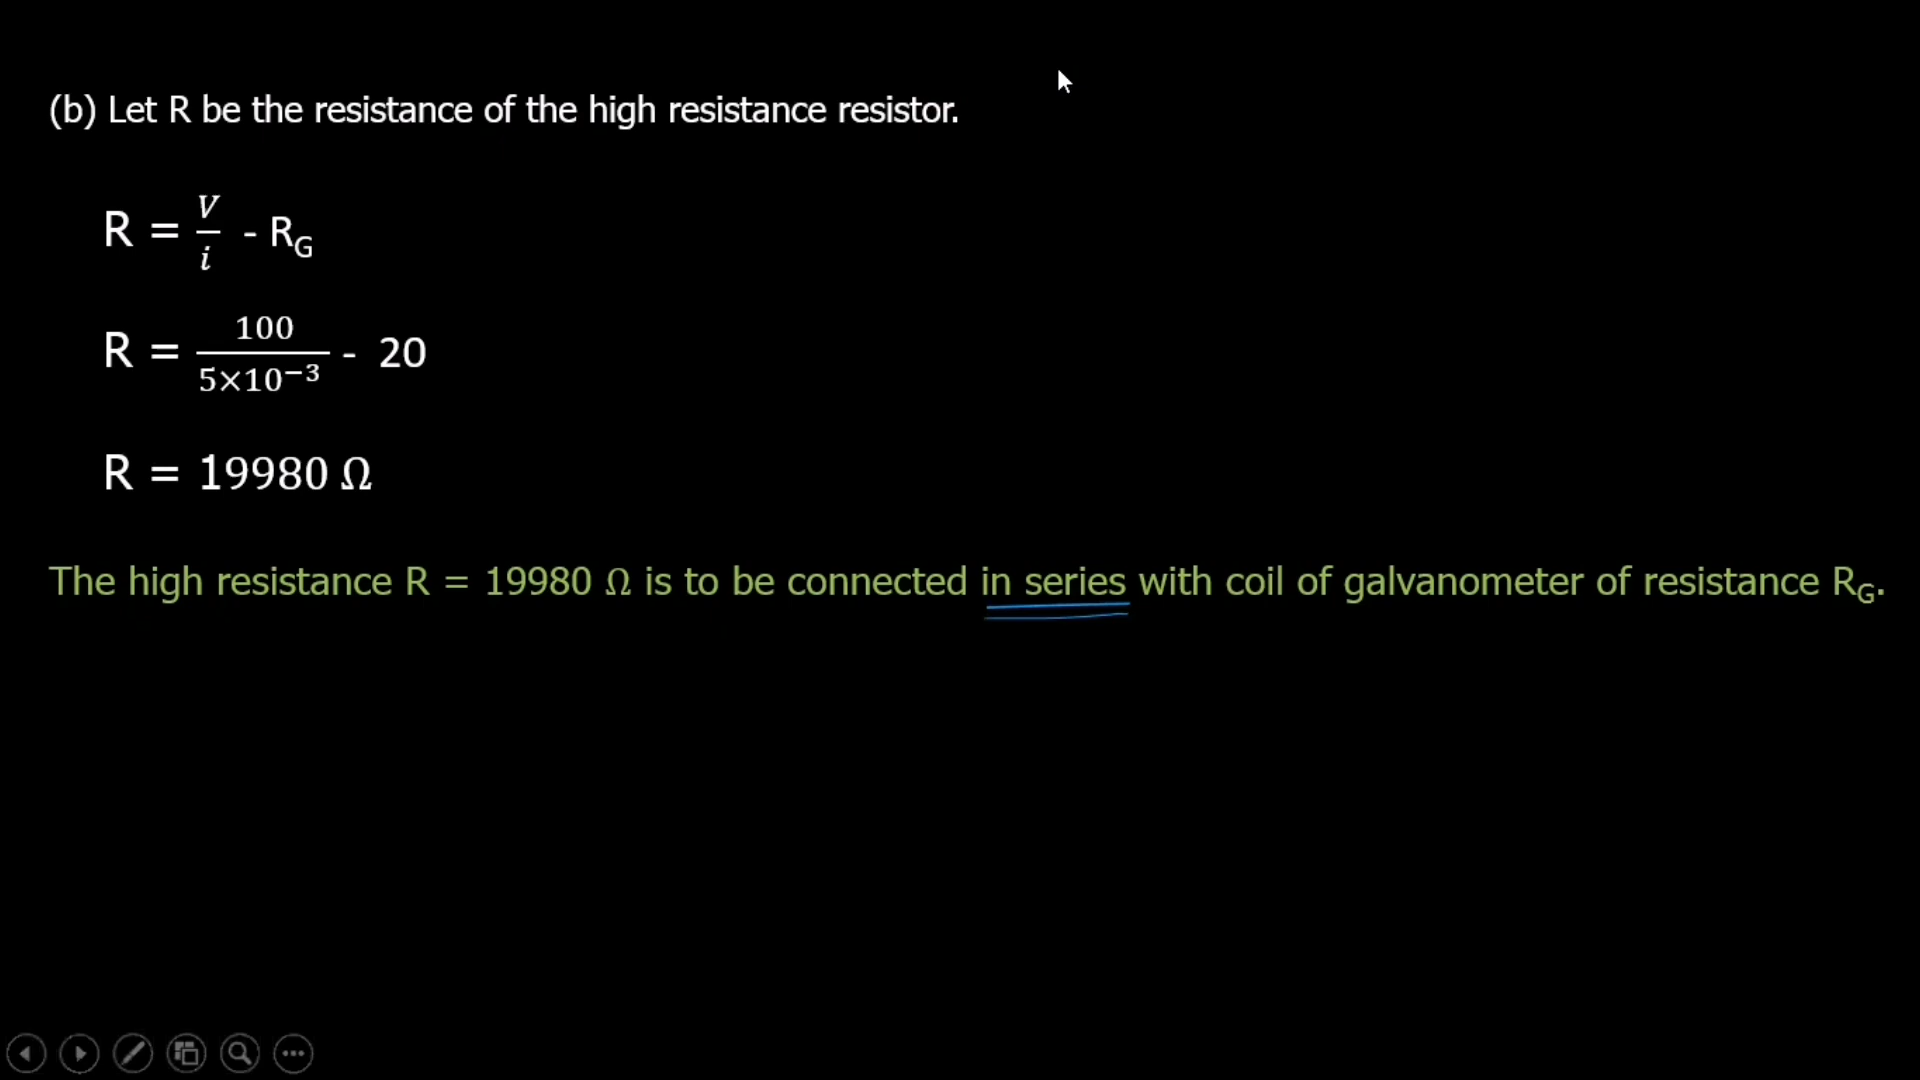 (b) Let R be the resistance of the high resistance resistor.
R = V/i - R_G
R = 100/(5×10⁻³) - 20
R = 19980 Ω
The high resistance R = 19980 Ω is to be connected in series with coil of galvanometer of resistance R_G.